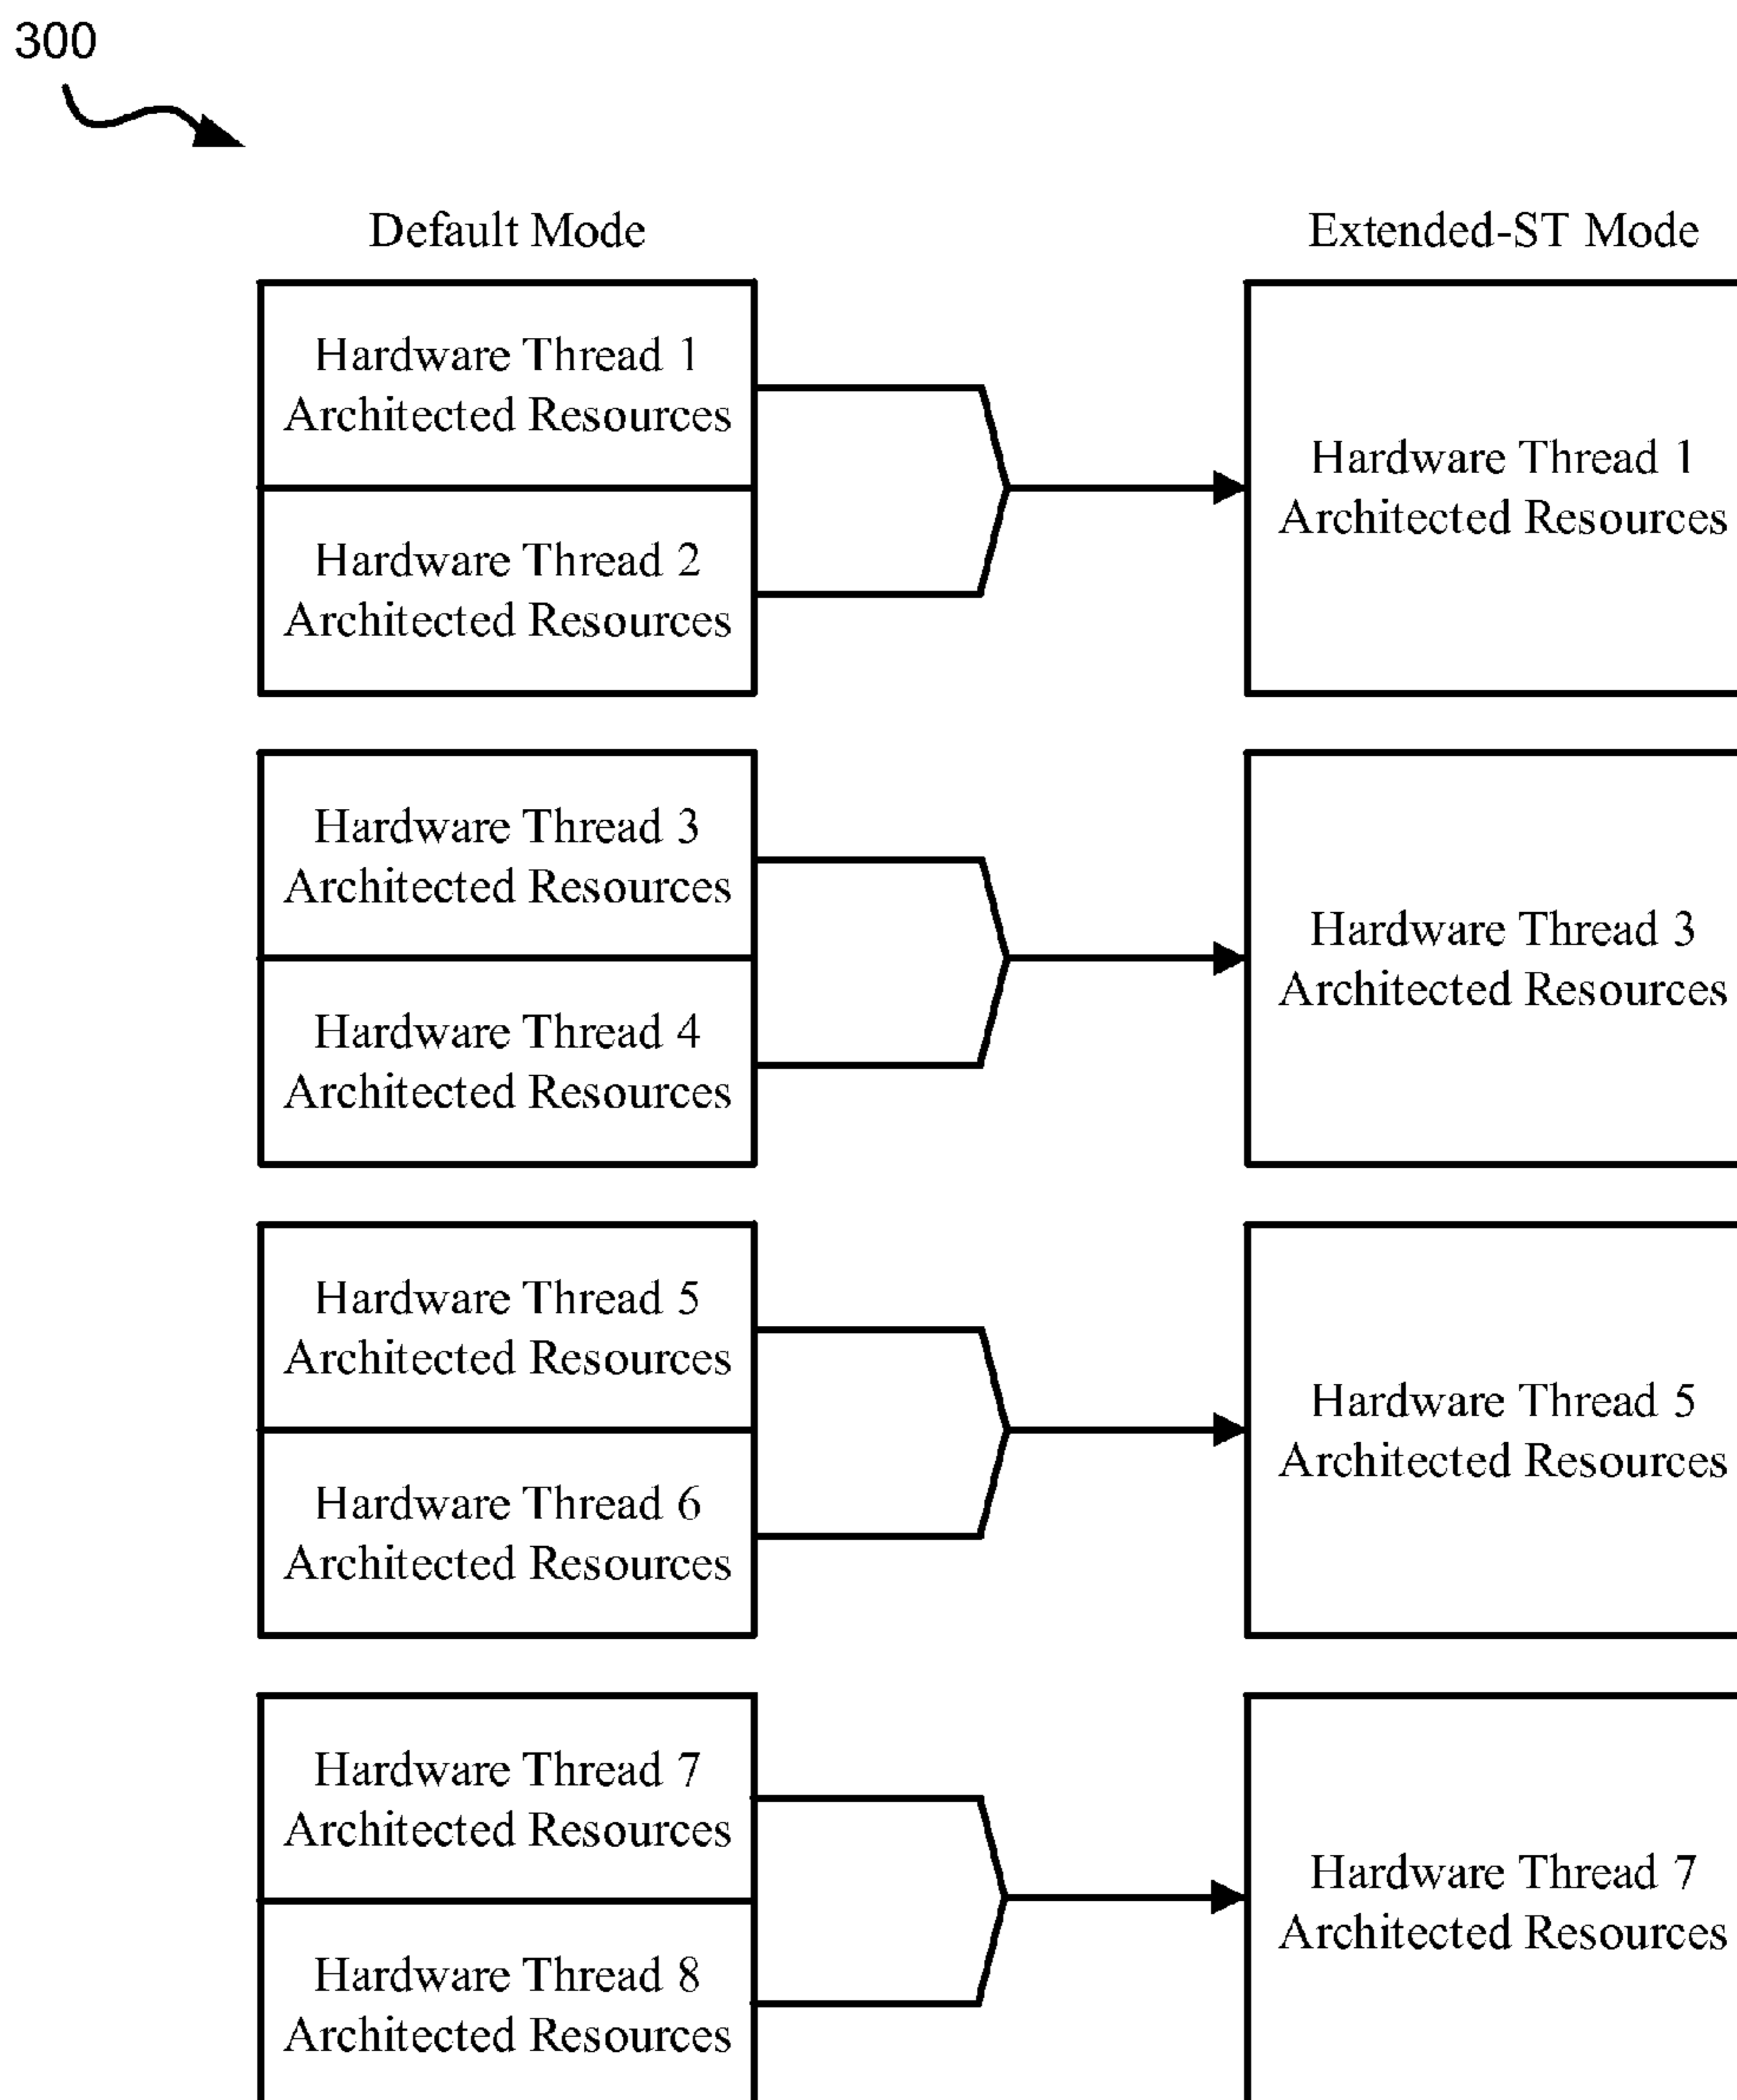 300
Default Mode
Extended-ST Mode
Hardware Thread 1
Architected Resources
Hardware Thread 2
Architected Resources
Hardware Thread 1
Architected Resources
Hardware Thread 3
Architected Resources
Hardware Thread 4
Architected Resources
Hardware Thread 3
Architected Resources
Hardware Thread 5
Architected Resources
Hardware Thread 6
Architected Resources
Hardware Thread 5
Architected Resources
Hardware Thread 7
Architected Resources
Hardware Thread 8
Architected Resources
Hardware Thread 7
Architected Resources